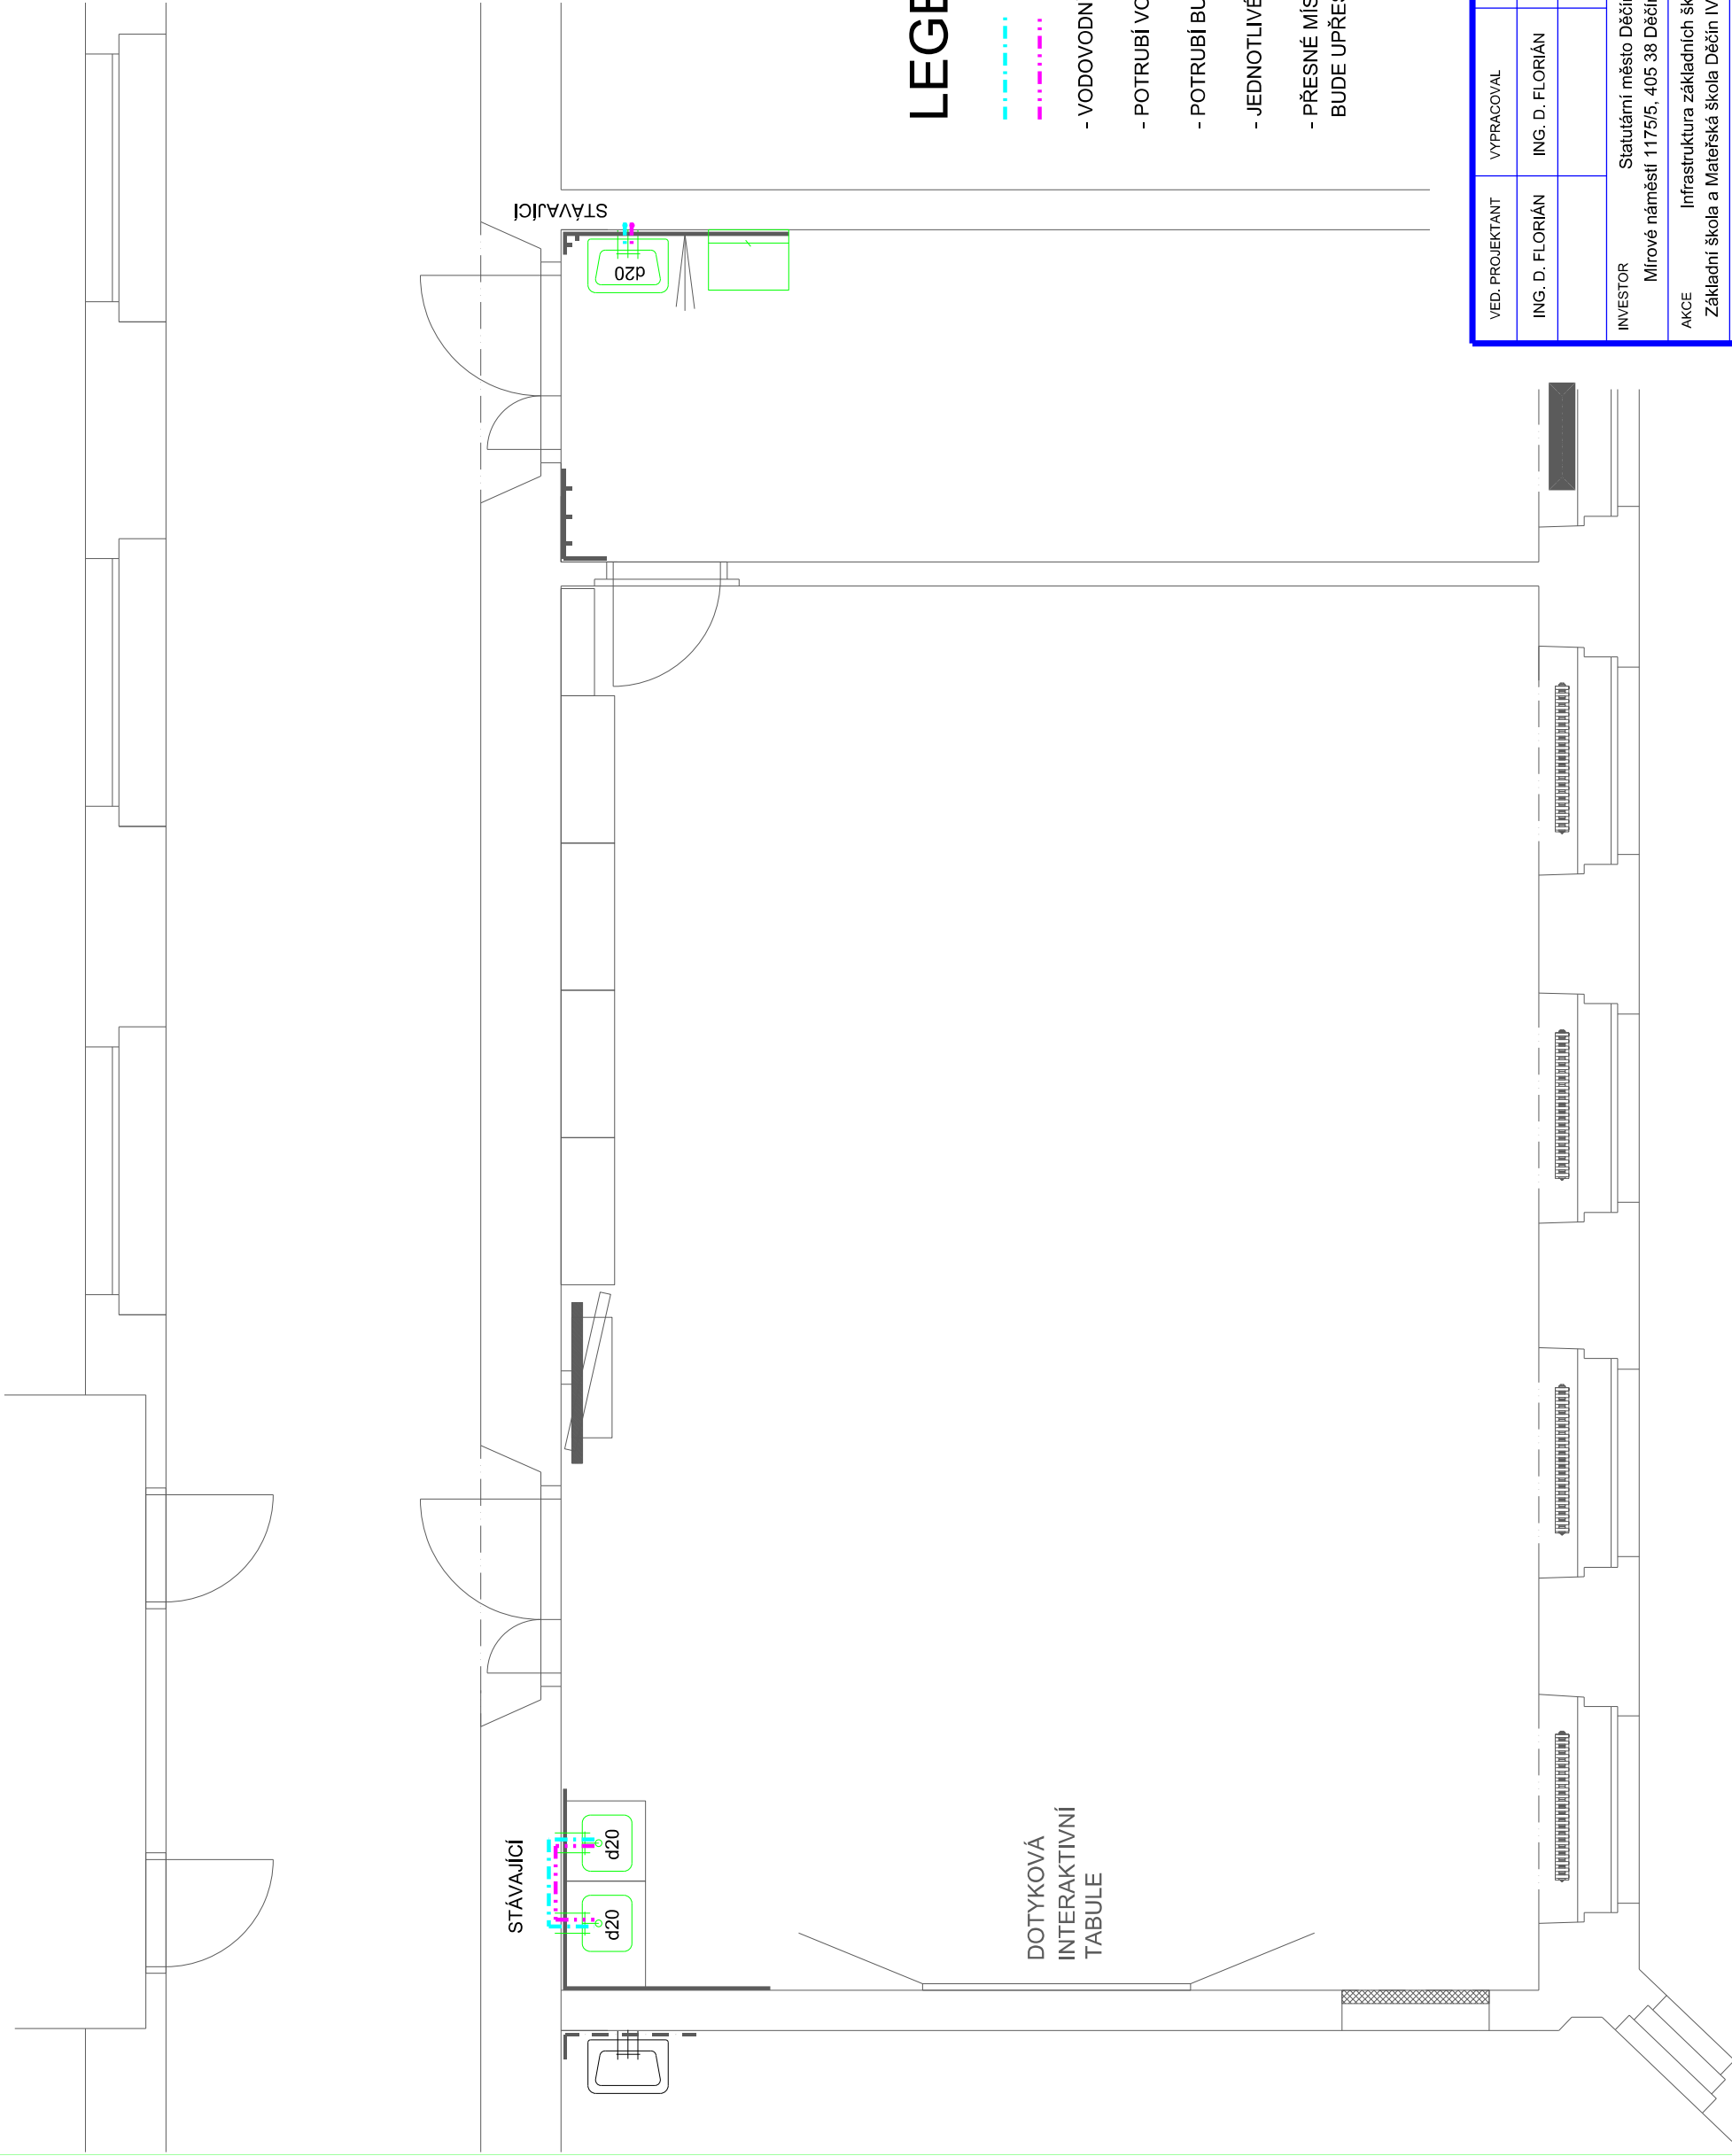 LEGE
- VODOVODN
- POTRUBÍ VO
- POTRUBÍ BU
- JEDNOTLIVÉ
- PŘESNÉ MÍS
BUDE UPŘES
VED. PROJEKTANT VYPRACOVAL
ING. D. FLORIÁN ING. D. FLORIÁN
INVESTOR Statutární město Děčín
Mírové náměstí 1175/5, 405 38 Děčín
AKCE Infrastruktura základních šk
Základní škola a Mateřská škola Děčín IV
STÁVAJÍCÍ
d20
STÁVAJÍCÍ
d20
d20
DOTYKOVÁ
INTERAKTIVNÍ
TABULE